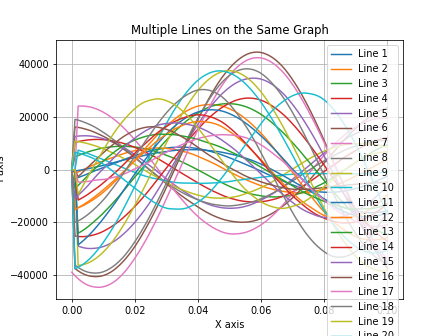 Multiple Lines on the Same Graph
40000
20000
0
−20000
−40000
0.00
0.02
0.04
0.06
X axis
axis
Line 1
Line 2
Line 3
Line 4
Line 5
Line 6
Line 7
Line 8
Line 9
Line 10
Line 11
Line 12
Line 13
Line 14
Line 15
Line 16
Line 17
Line 18
Line 19
Line 20